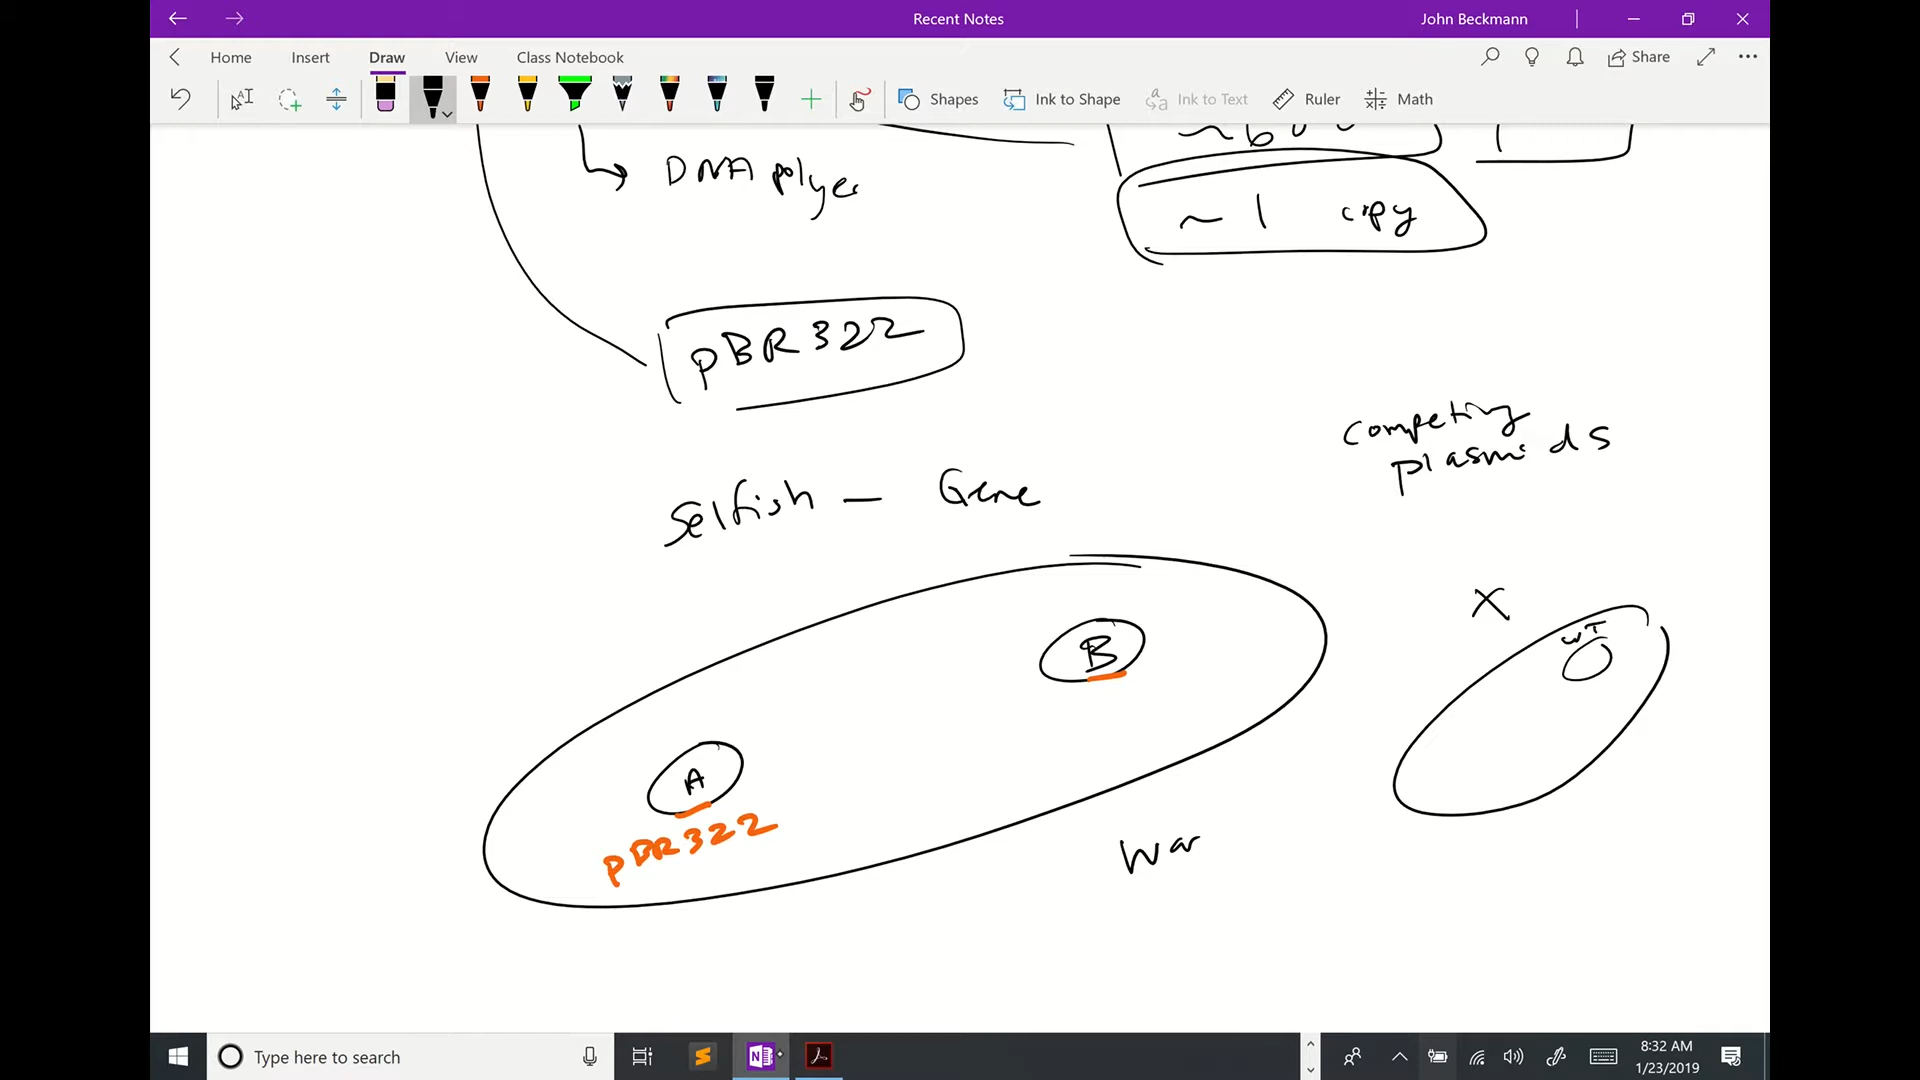 Recent Notes
John Beckmann
Home Insert Draw View Class Notebook
Share
Shapes Ink to Shape Ink to Text Ruler Math
DNA polyer
~1 copy
pBR322
competing
plasmids
Selfish — Gene
X
WT
B
A
pBR322
war
Type here to search
8:32 AM
1/23/2019